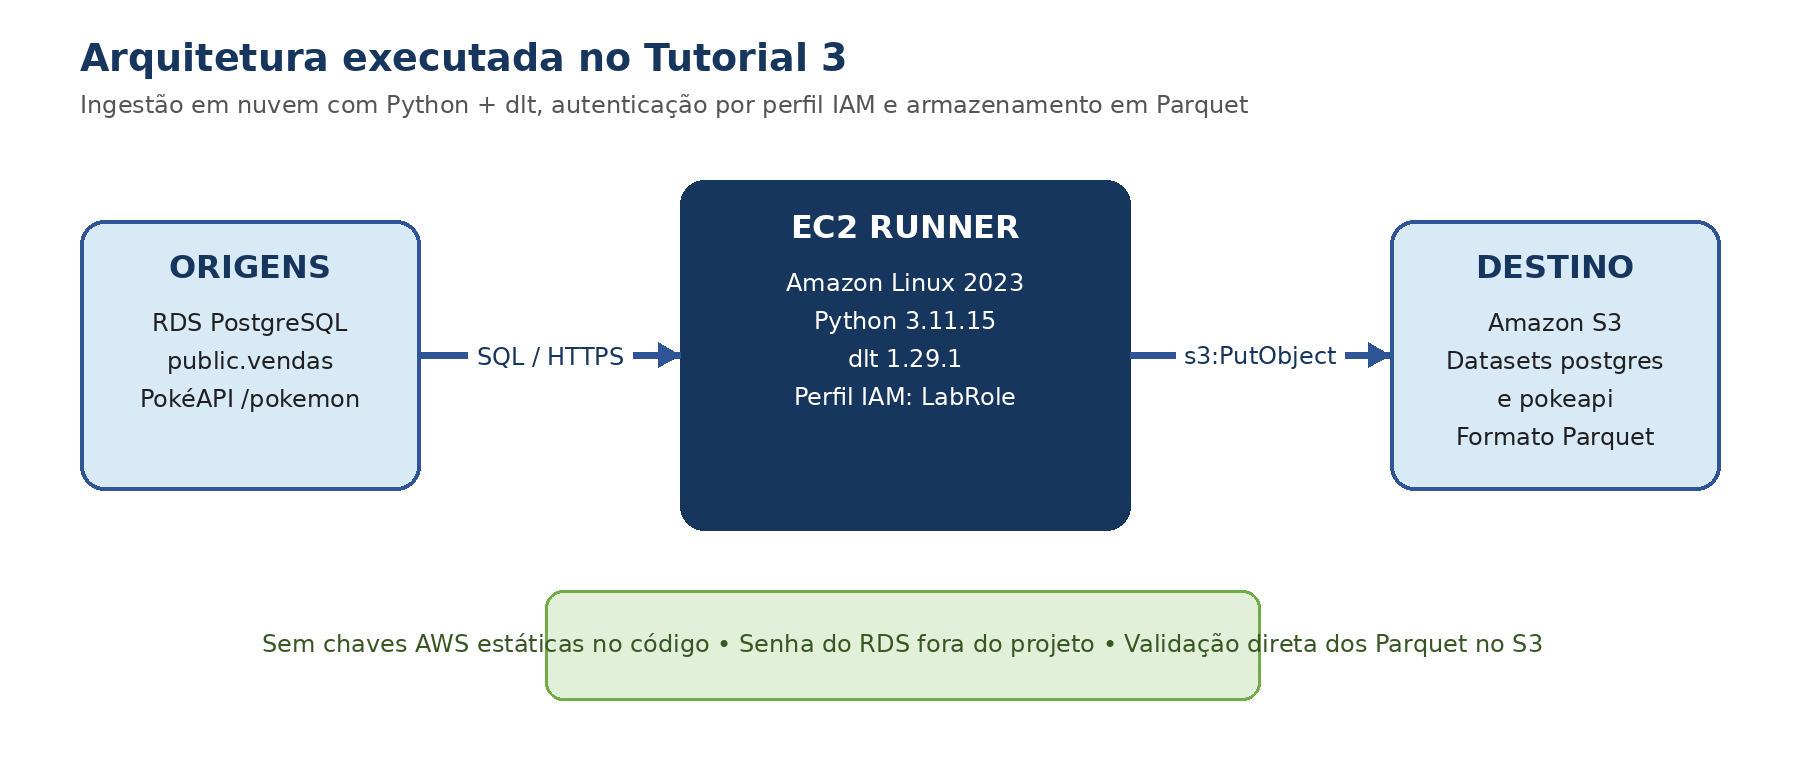 Arquitetura executada no Tutorial 3
Ingestão em nuvem com Python + dlt, autenticação por perfil IAM e armazenamento em Parquet
ORIGENS
RDS PostgreSQL
public.vendas
PokéAPI /pokemon
SQL / HTTPS
EC2 RUNNER
Amazon Linux 2023
Python 3.11.15
dlt 1.29.1
Perfil IAM: LabRole
s3:PutObject
DESTINO
Amazon S3
Datasets postgres
e pokeapi
Formato Parquet
Sem chaves AWS estáticas no código • Senha do RDS fora do projeto • Validação direta dos Parquet no S3